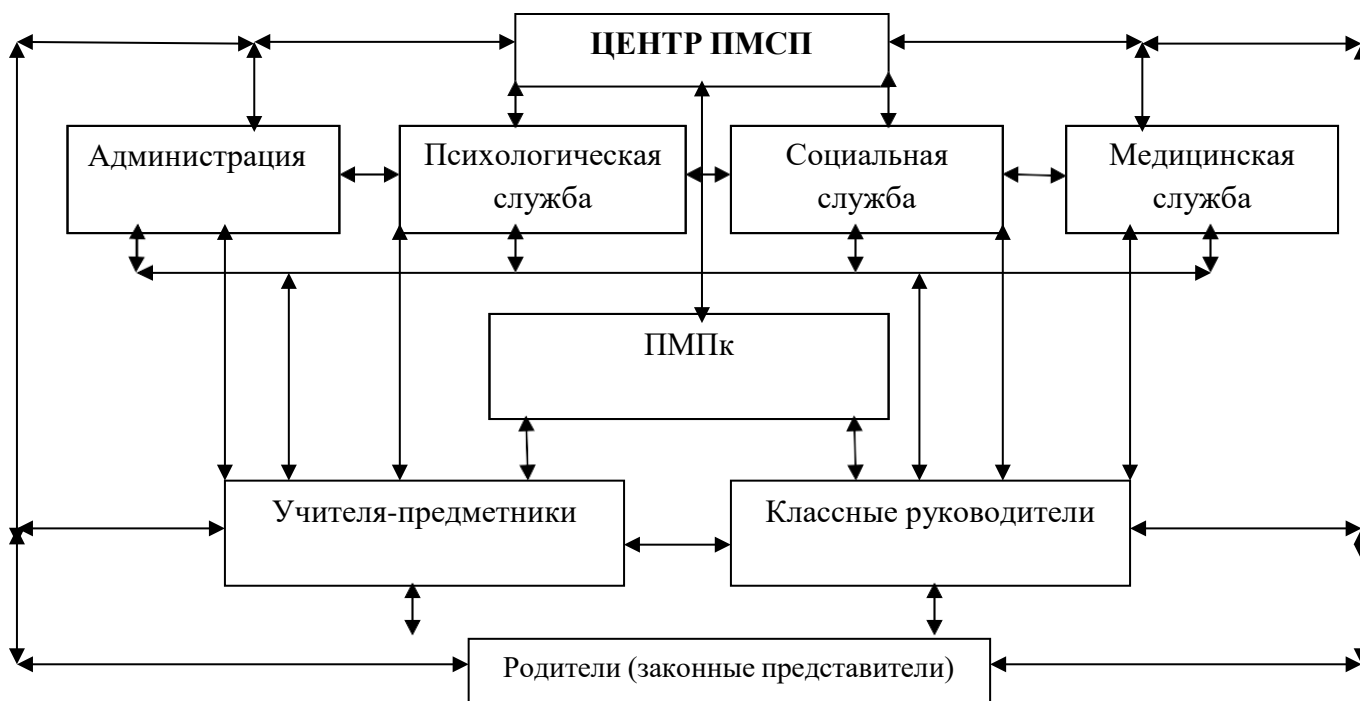 ЦЕНТР ПМСП
Администрация
Психологическая
служба
Социальная
служба
Медицинская
служба
ПМПк
Учителя-предметники
Классные руководители
Родители (законные представители)